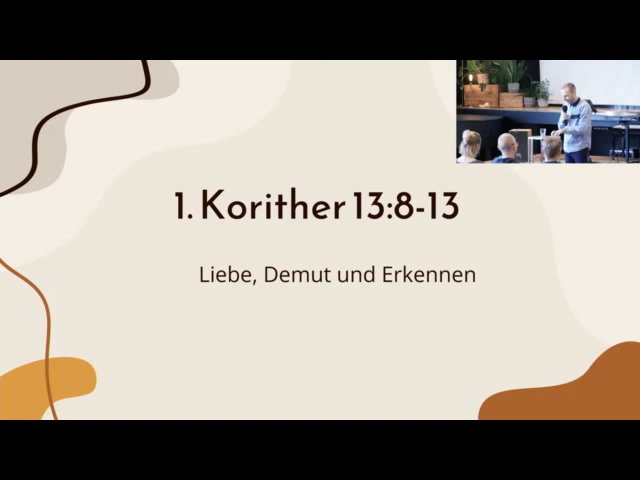 1. Korither 13:8-13
Liebe, Demut und Erkennen